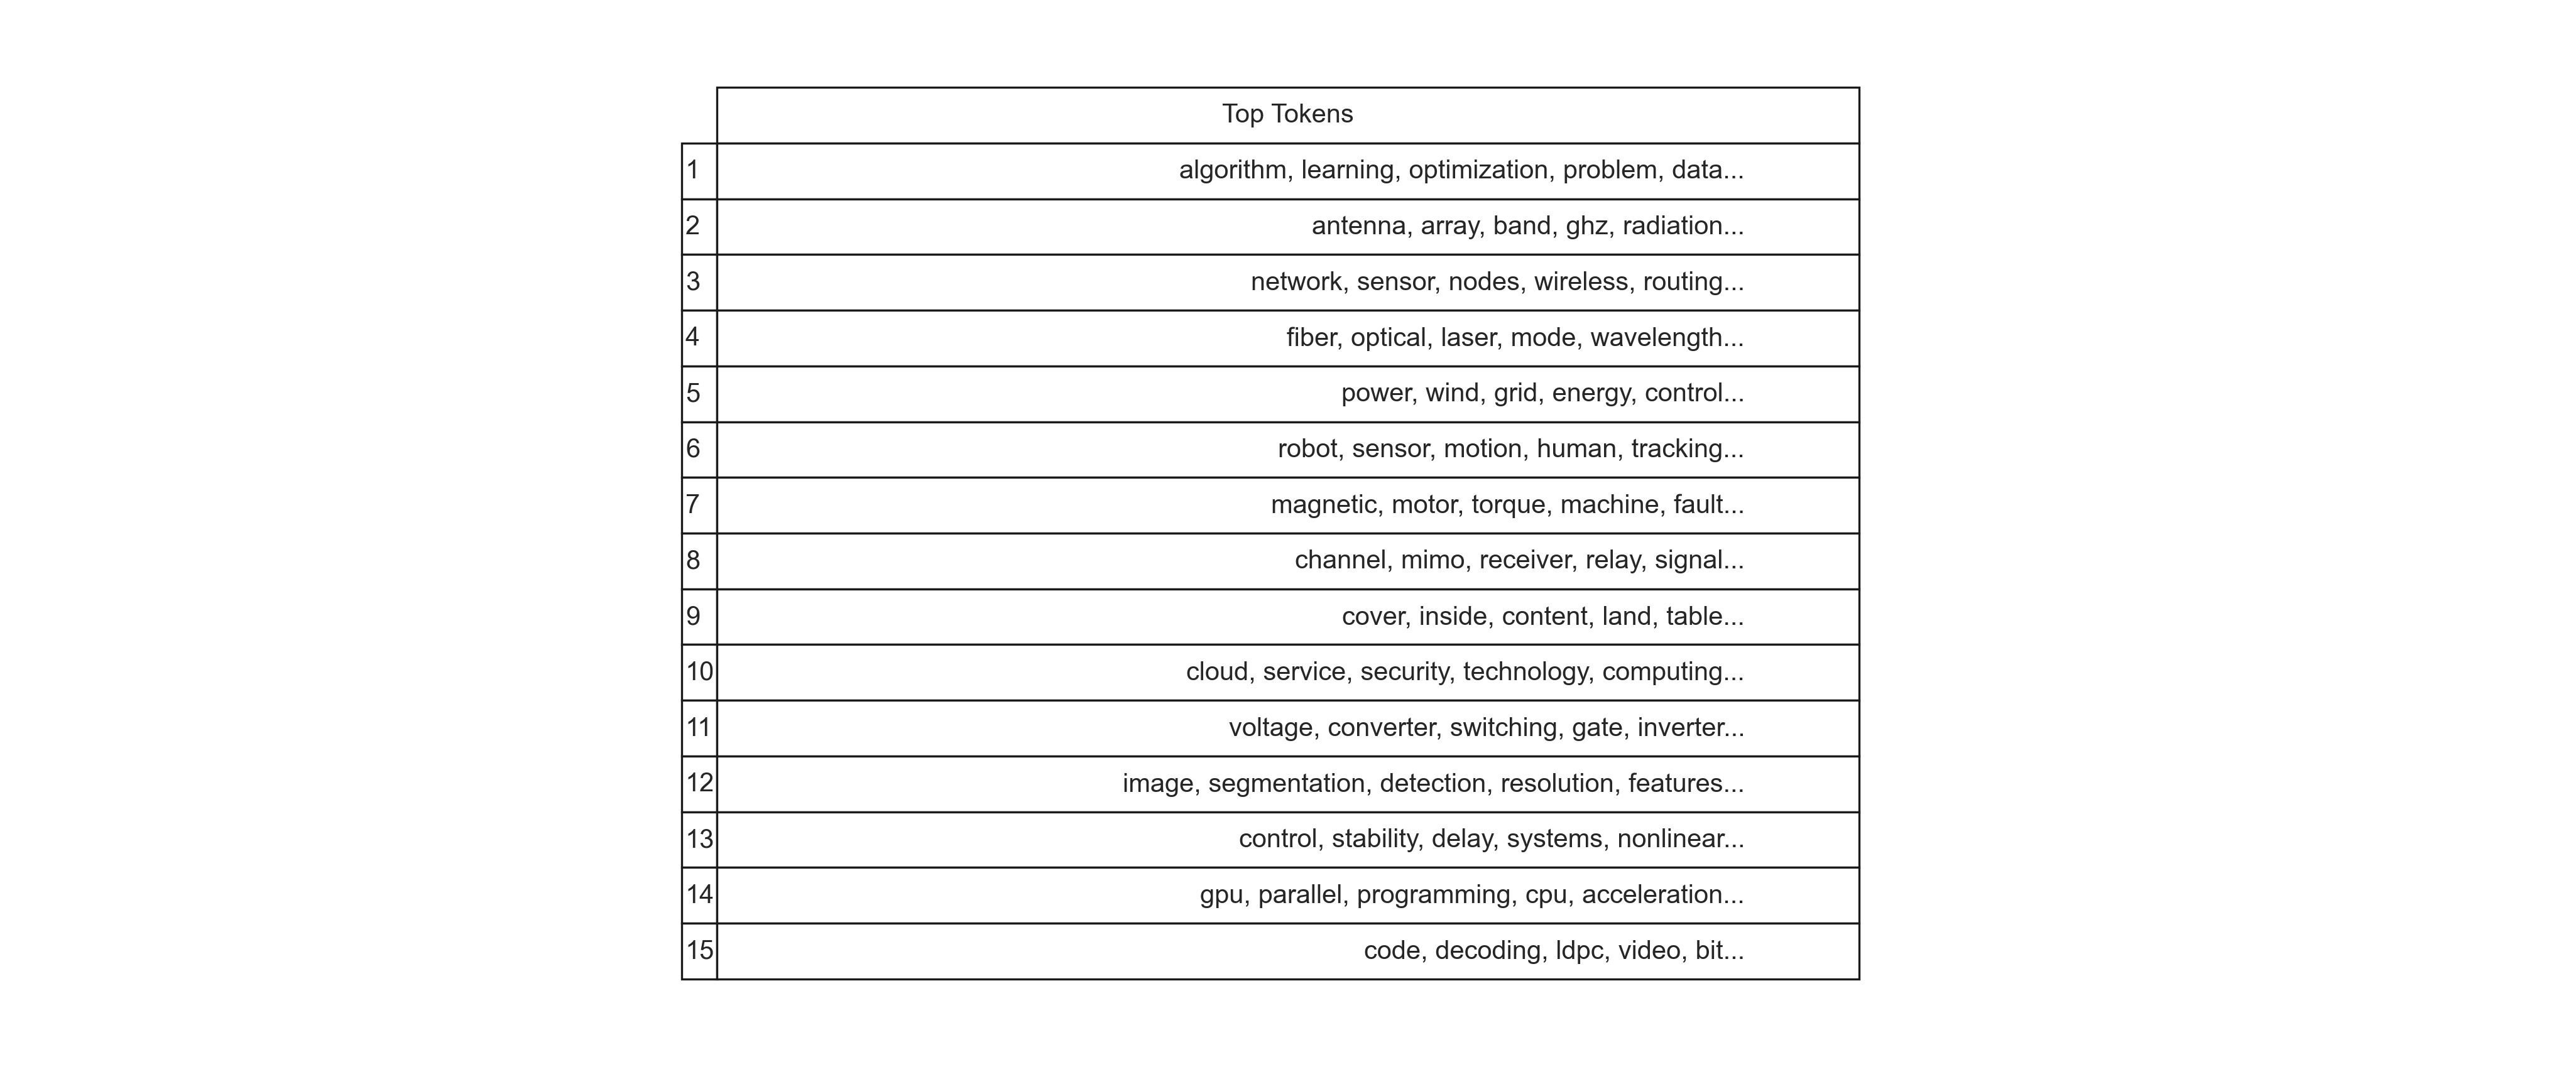 Top Tokens
1 algorithm, learning, optimization, problem, data...
2 antenna, array, band, ghz, radiation...
3 network, sensor, nodes, wireless, routing...
4 fiber, optical, laser, mode, wavelength...
5 power, wind, grid, energy, control...
6 robot, sensor, motion, human, tracking...
7 magnetic, motor, torque, machine, fault...
8 channel, mimo, receiver, relay, signal...
9 cover, inside, content, land, table...
10 cloud, service, security, technology, computing...
11 voltage, converter, switching, gate, inverter...
12 image, segmentation, detection, resolution, features...
13 control, stability, delay, systems, nonlinear...
14 gpu, parallel, programming, cpu, acceleration...
15 code, decoding, ldpc, video, bit...